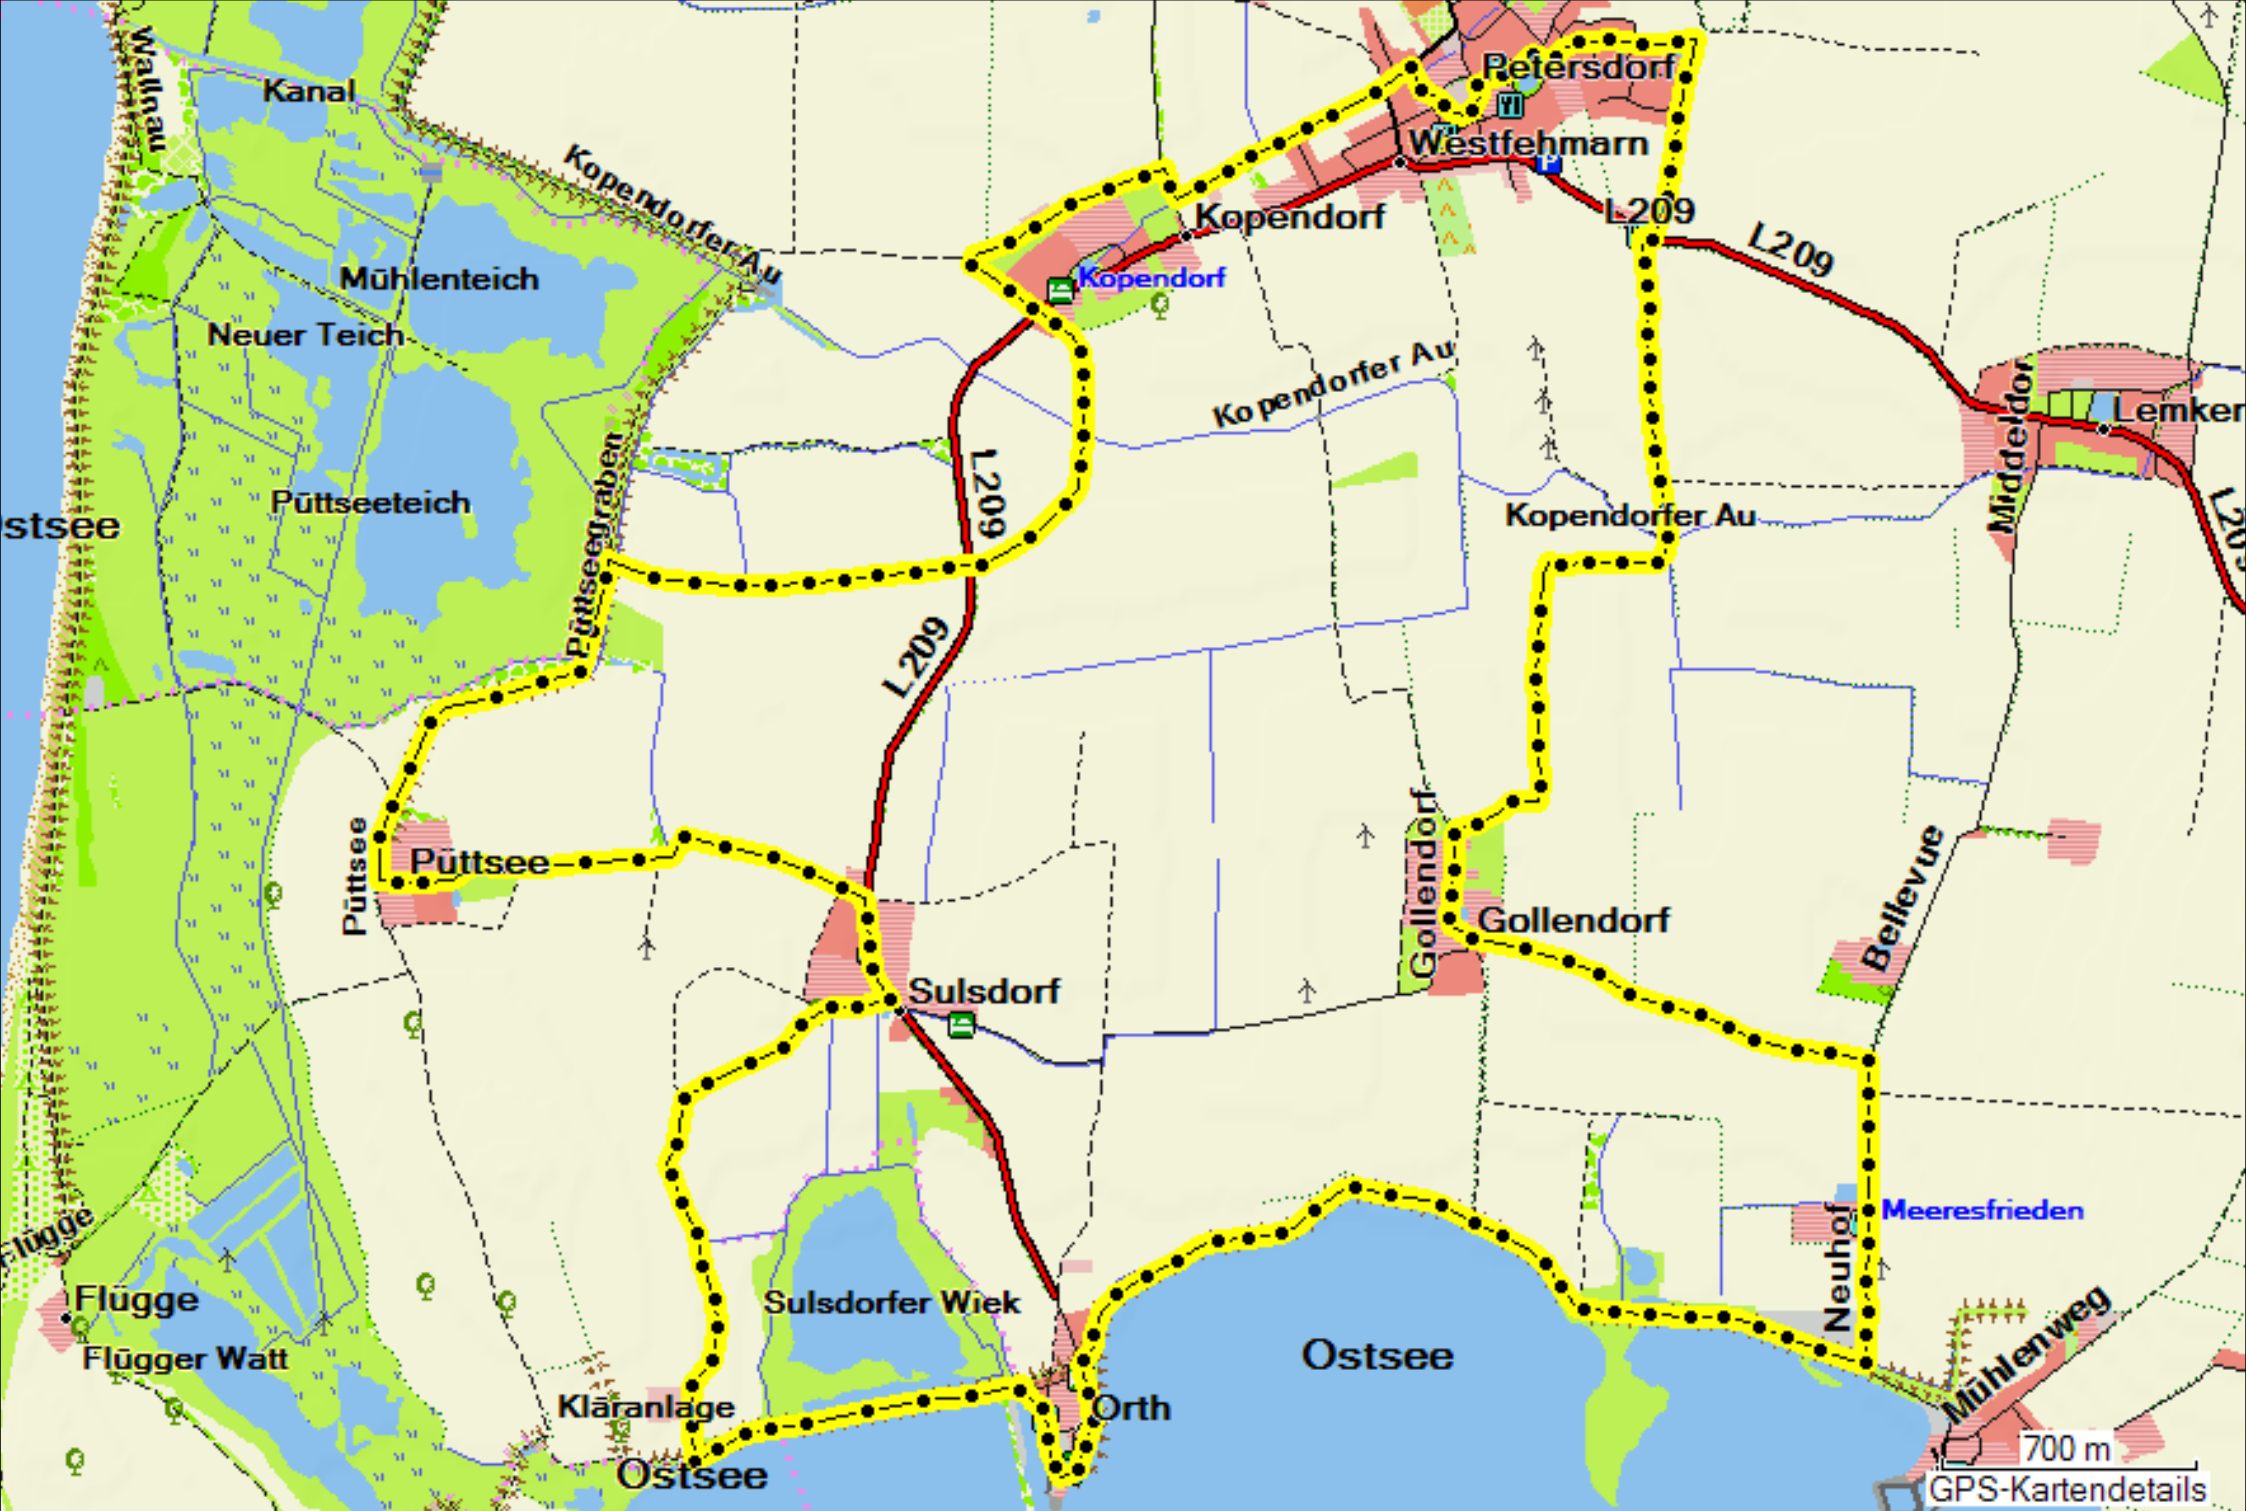 Wallnau
Kanal
Petersdorf
Westfehmarn
Kopendorfer Au
Kopendorf
L209
L209
Mühlenteich
Kopendorf
Neuer Teich
Kopendorfer Au
Middeldor
Lemker
Püttseegraben
L209
Püttseeteich
L209
stsee
Kopendorfer Au
L209
Gollendorf
Püttsee
Püttsee
Bellevue
Gollendorf
Sulsdorf
Flügge
Meeresfrieden
Neuhof
Flügge
Sulsdorfer Wiek
Mühlenweg
Flügger Watt
Ostsee
Kläranlage
Orth
Ostsee
700 m
GPS-Kartendetails